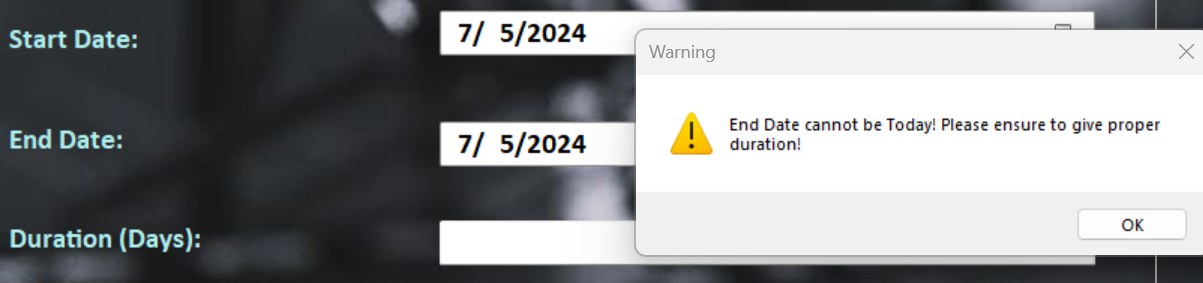 Start Date:
7/ 5/2024
Warning
End Date cannot be Today! Please ensure to give proper
duration!
End Date:
7/ 5/2024
Duration (Days):
OK